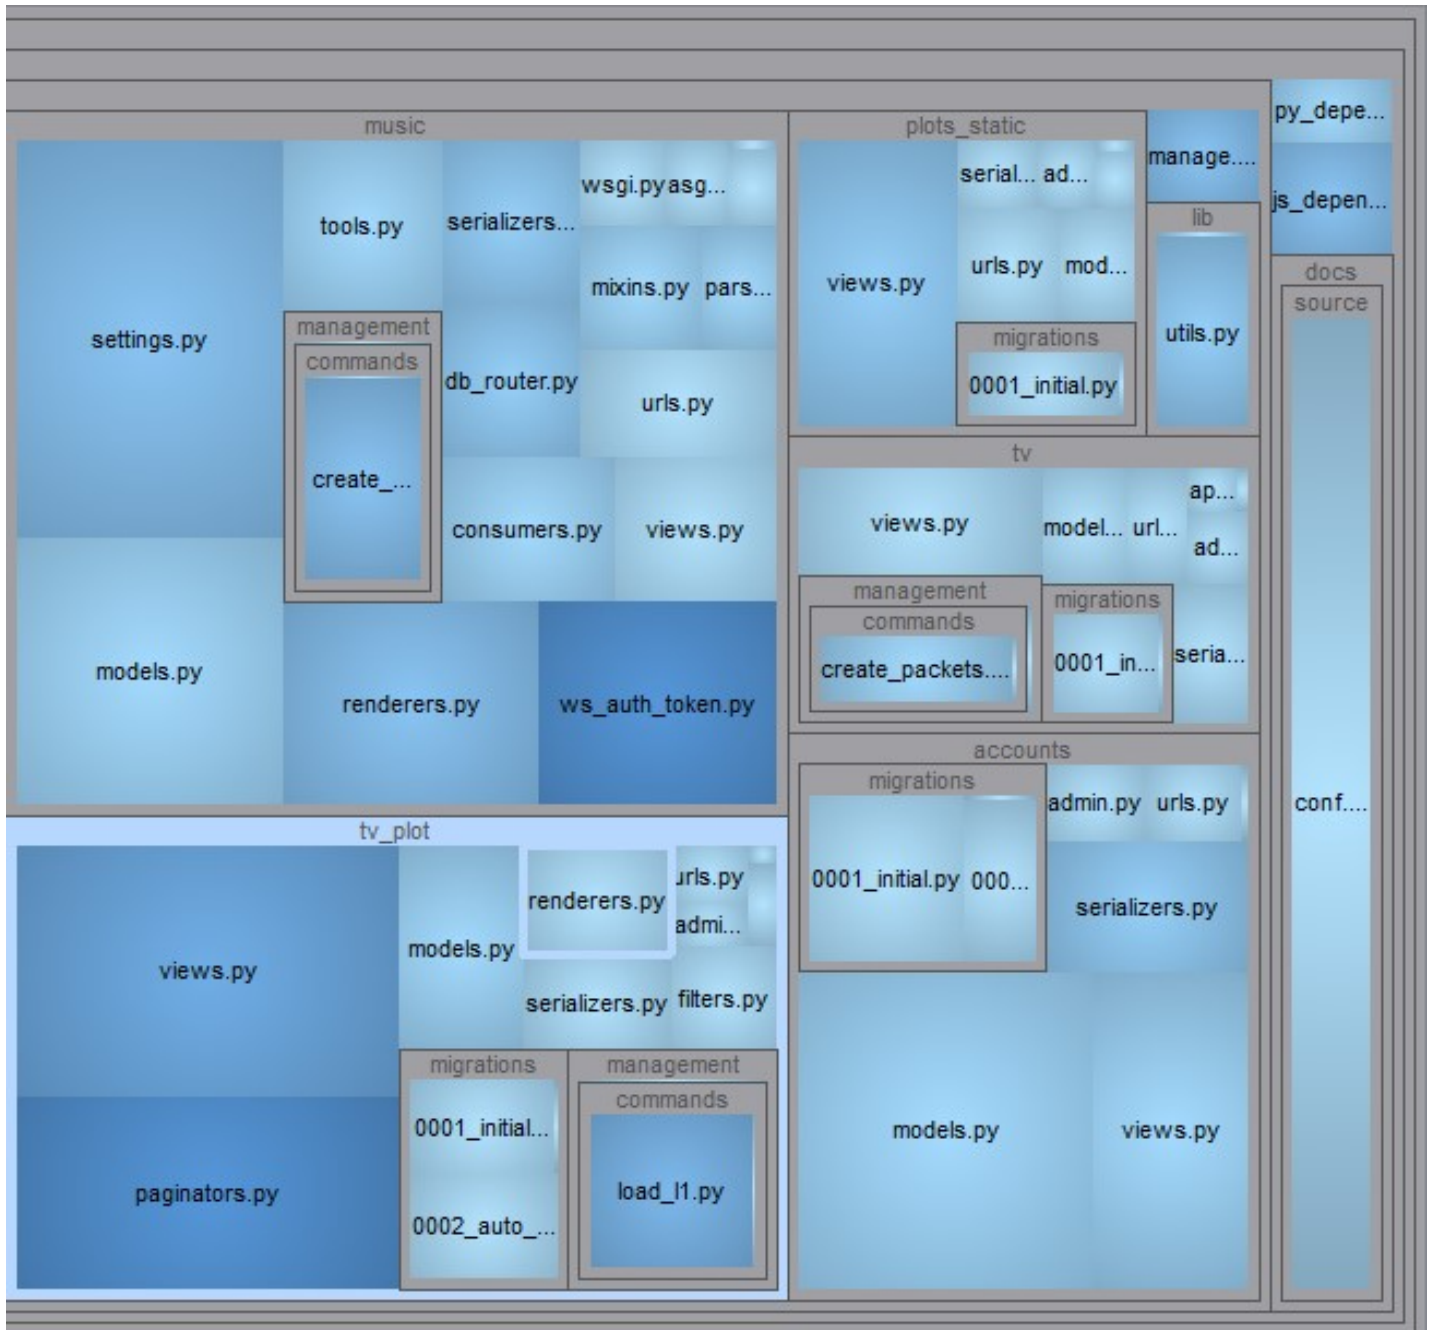 music
settings.py
tools.py
serializers...
wsgi.py
asg...
mixins.py
pars...
management
commands
create_...
db_router.py
urls.py
consumers.py
views.py
models.py
renderers.py
ws_auth_token.py
plots_static
views.py
serial...
ad...
urls.py
mod...
migrations
0001_initial.py
manage....
lib
utils.py
py_depe...
js_depen...
docs
source
conf....
tv
views.py
model...
url...
ap...
ad...
management
commands
create_packets....
migrations
0001_in...
seria...
tv_plot
views.py
paginators.py
models.py
renderers.py
urls.py
admi...
serializers.py
filters.py
migrations
0001_initial...
0002_auto_...
management
commands
load_l1.py
accounts
migrations
0001_initial.py
000...
admin.py
urls.py
serializers.py
models.py
views.py